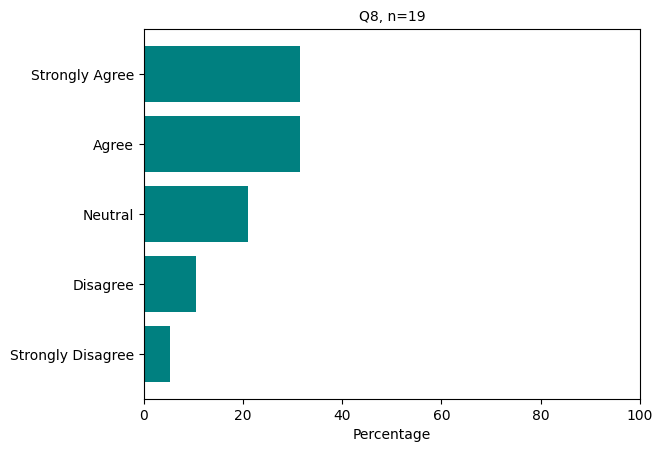 Q8, n=19
Strongly Agree
Agree
Neutral
Disagree
Strongly Disagree
0 20 40 60 80 100
Percentage